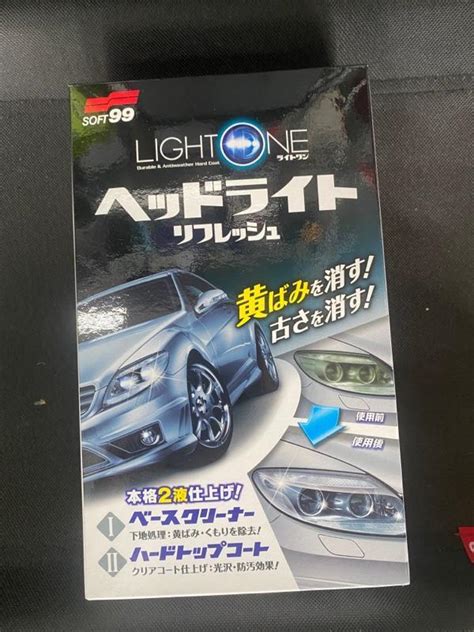 SOFT99
LIGHT ONE
Durable & Antiweather Hard Coat
ライトワン
ヘッドライト
リフレッシュ
黄ばみを消す!
古さを消す!
使用前
使用後
本格2液仕上げ!
I ベースクリーナー
下地処理:黄ばみ・くもりを除去!
II ハードトップコート
クリアコート仕上げ:光沢・防汚効果!